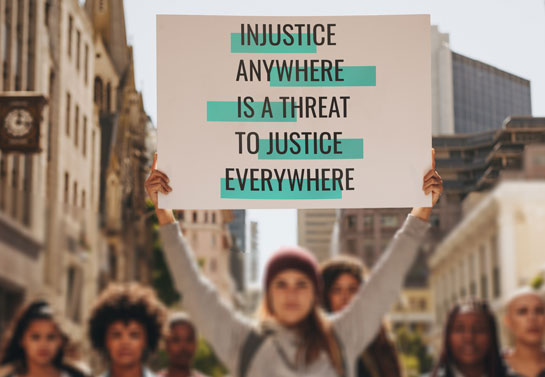 INJUSTICE
ANYWHERE
IS A THREAT
TO JUSTICE
EVERYWHERE